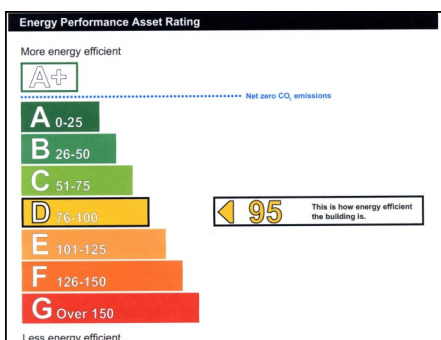 Energy Performance Asset Rating
More energy efficient
A+
Net zero CO₂ emissions
A 0-25
B 26-50
C 51-75
D 76-100
95 This is how energy efficient
the building is.
E 101-125
F 126-150
G Over 150
Less energy efficient